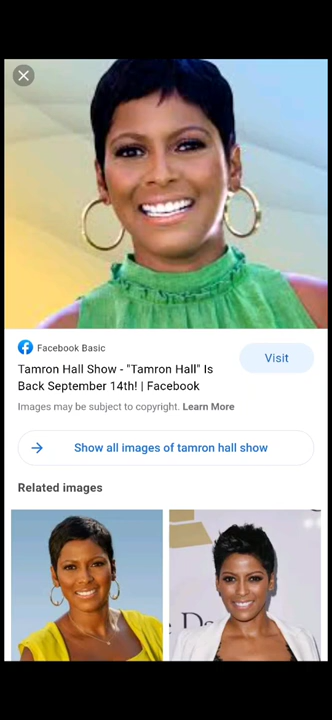 Facebook Basic
Tamron Hall Show - "Tamron Hall" Is
Back September 14th! | Facebook
Visit
Images may be subject to copyright. Learn More
Show all images of tamron hall show
Related images